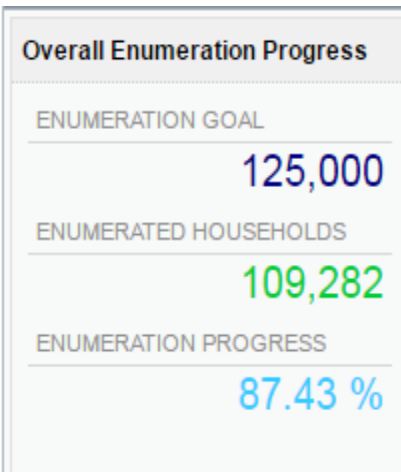 Overall Enumeration Progress
ENUMERATION GOAL
125,000
ENUMERATED HOUSEHOLDS
109,282
ENUMERATION PROGRESS
87.43 %